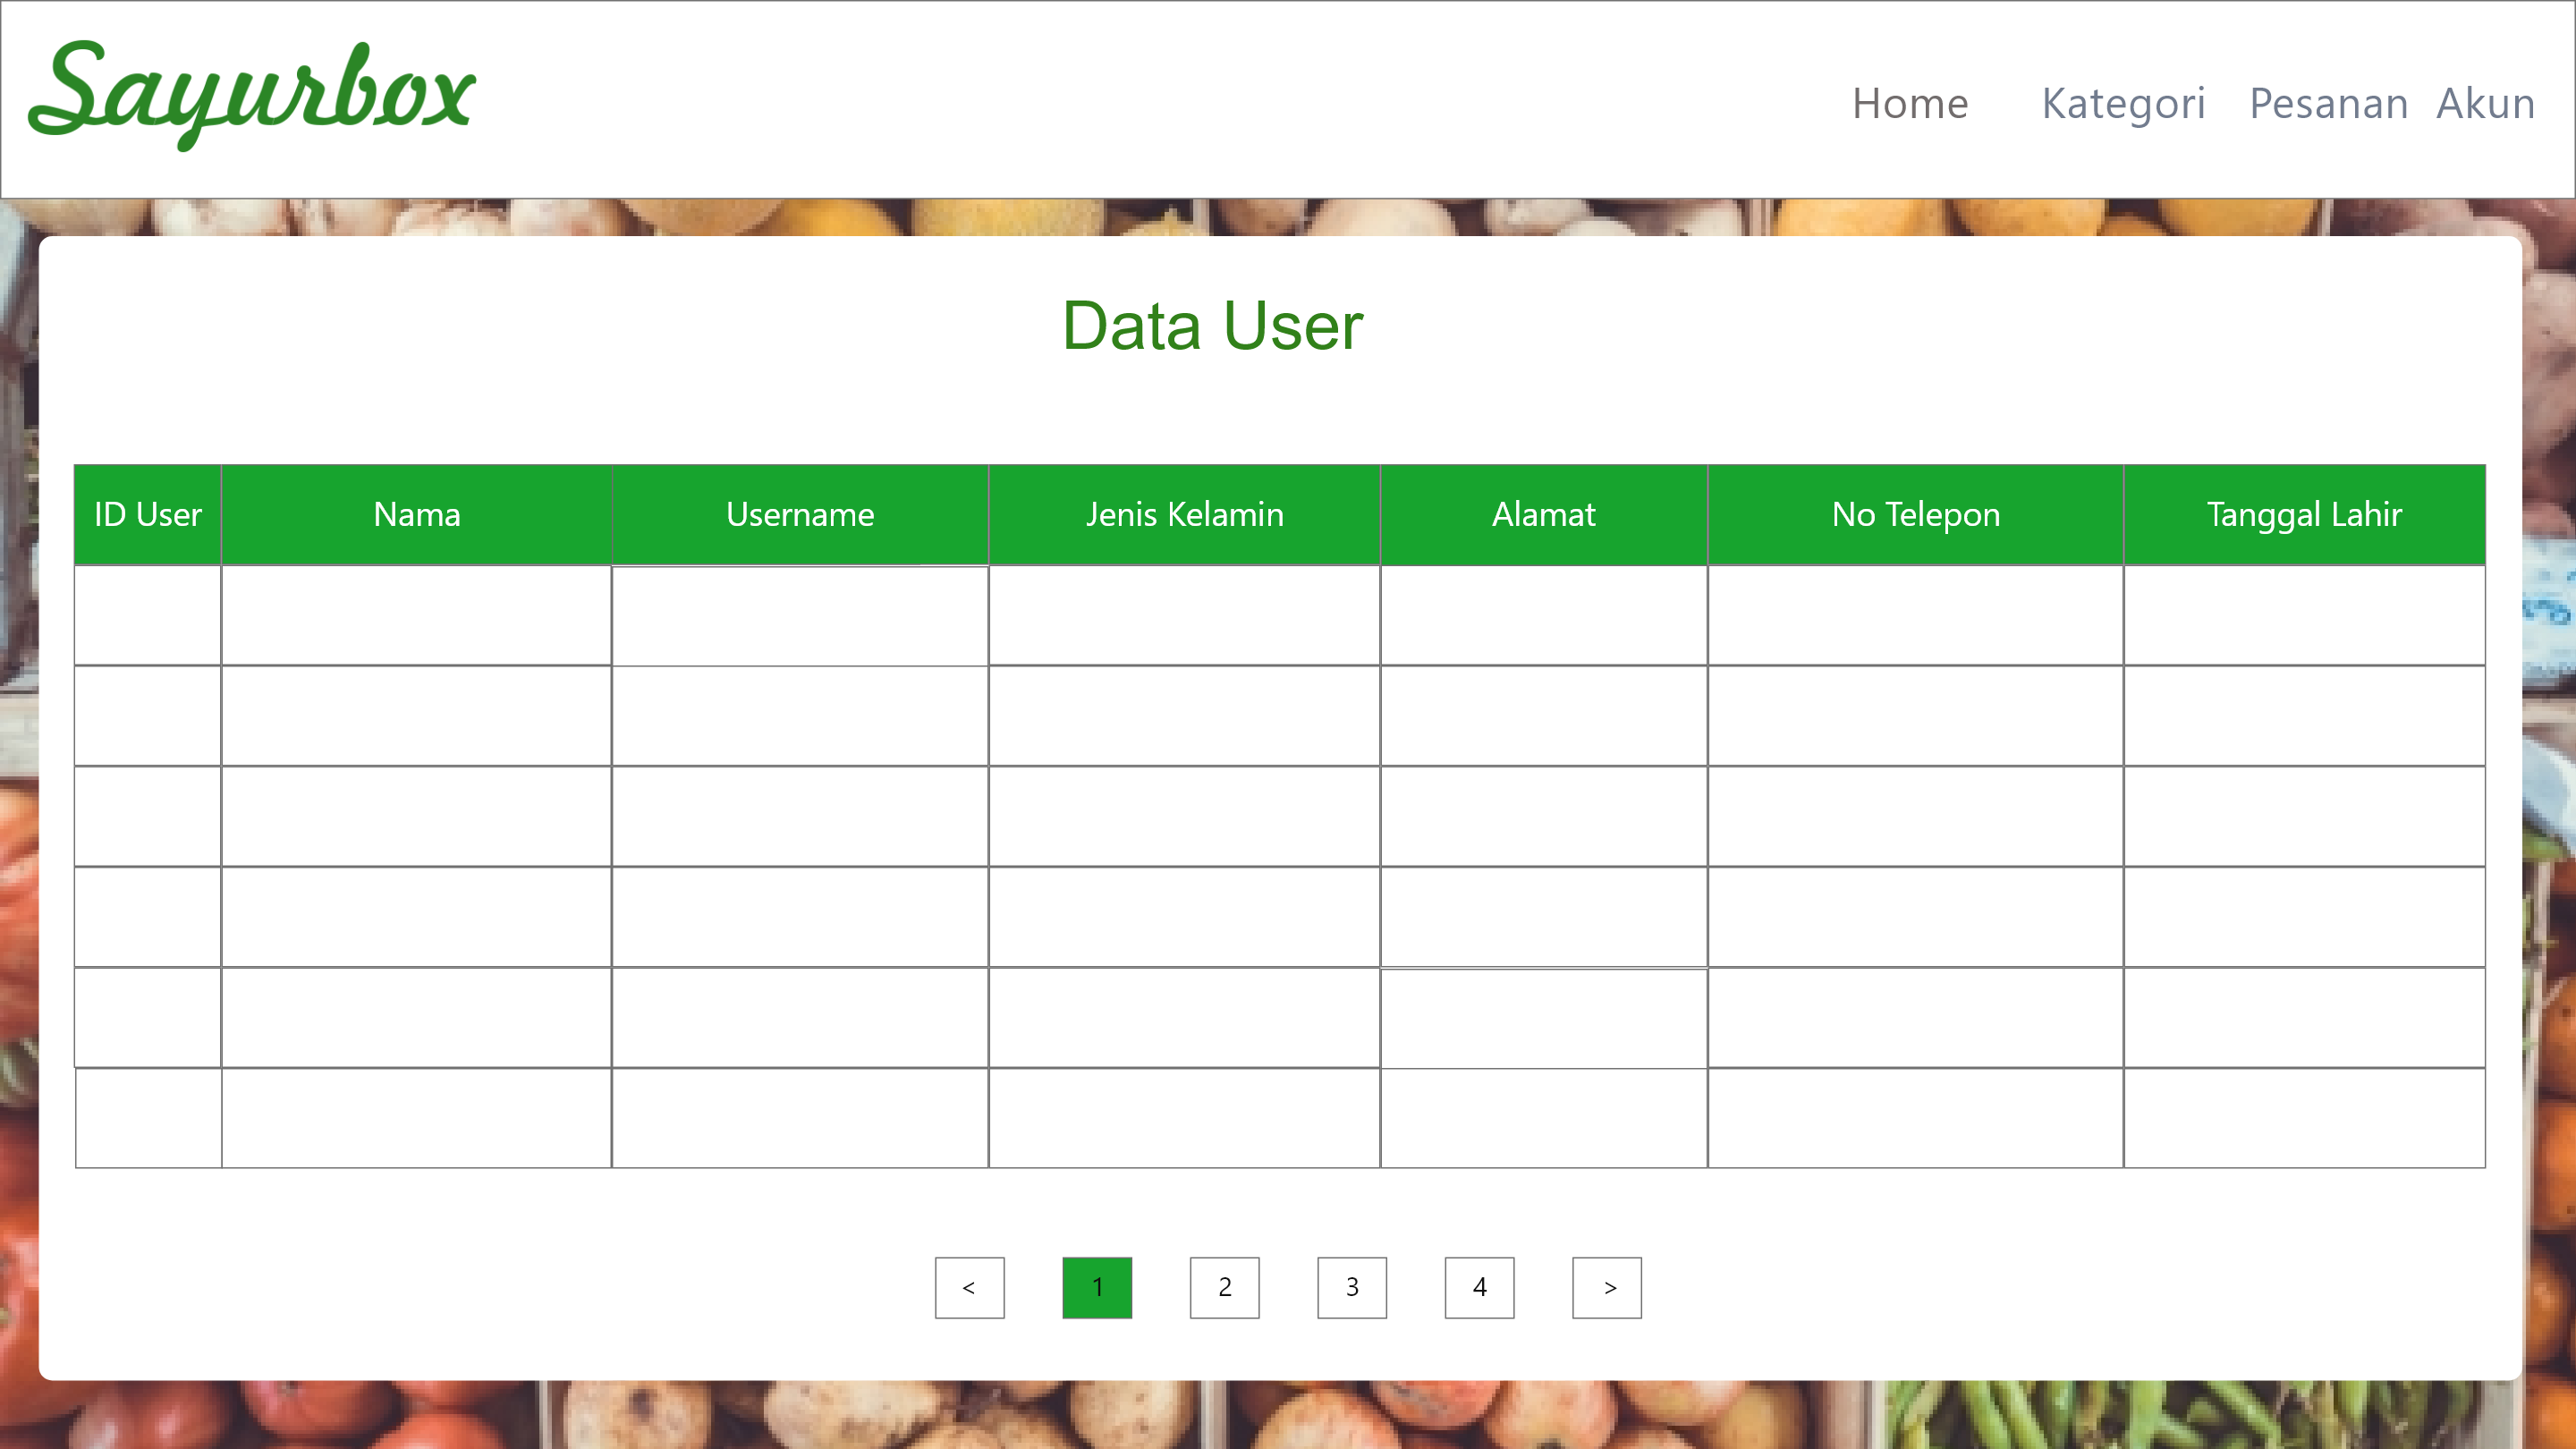 Sayurbox
Home Kategori Pesanan Akun
Data User
ID User Nama Username Jenis Kelamin Alamat No Telepon Tanggal Lahir
< 1 2 3 4 >